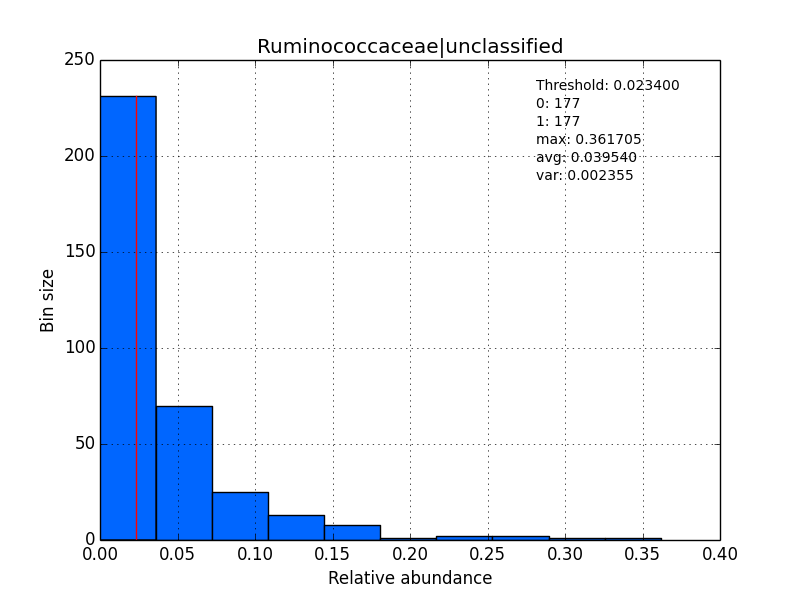 Ruminococcaceae|unclassified
Threshold: 0.023400
0: 177
1: 177
max: 0.361705
avg: 0.039540
var: 0.002355
250
200
150
100
50
0
Bin size
0.00 0.05 0.10 0.15 0.20 0.25 0.30 0.35 0.40
Relative abundance